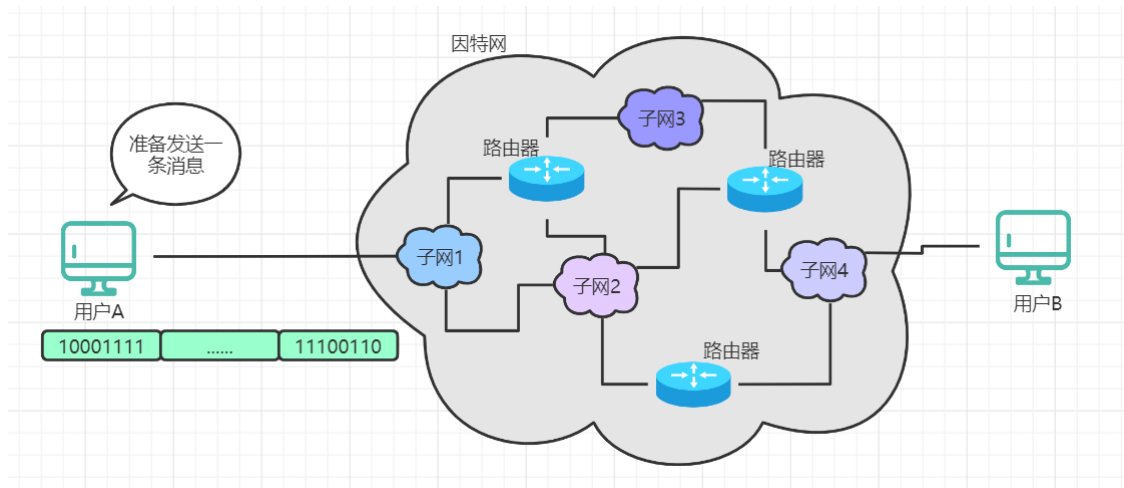 因特网
准备发送一
条消息
子网3
路由器
路由器
子网1
子网2
子网4
用户A
用户B
10001111
......
11100110
路由器